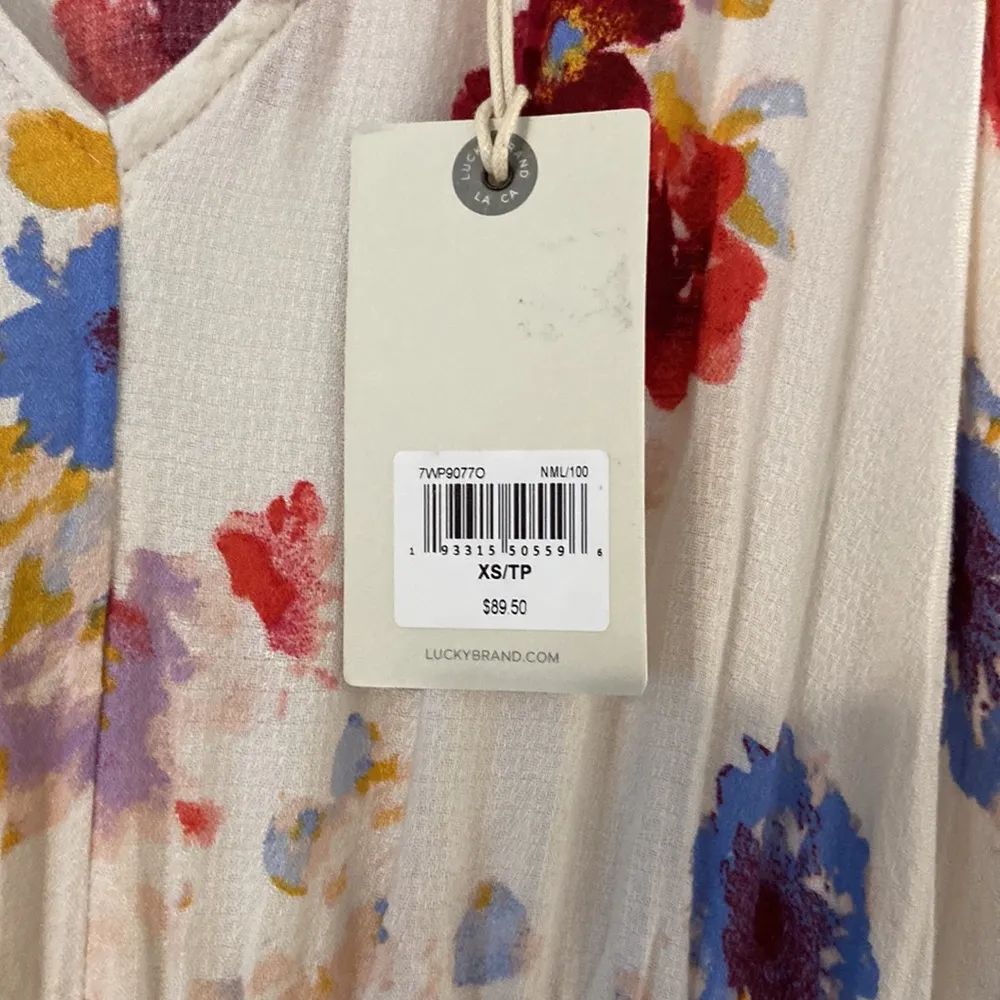 LUCKY BRAND
LA CA
7WP9077O NML/100
1 93315 50559 6
XS/TP
$89.50
LUCKYBRAND.COM